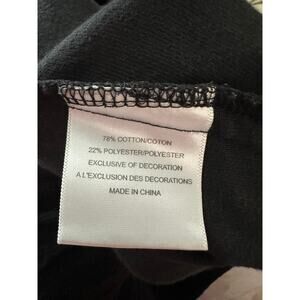 78% COTTON/COTON
22% POLYESTER/POLYESTER
EXCLUSIVE OF DECORATION
A L'EXCLUSION DES DECORATIONS
MADE IN CHINA